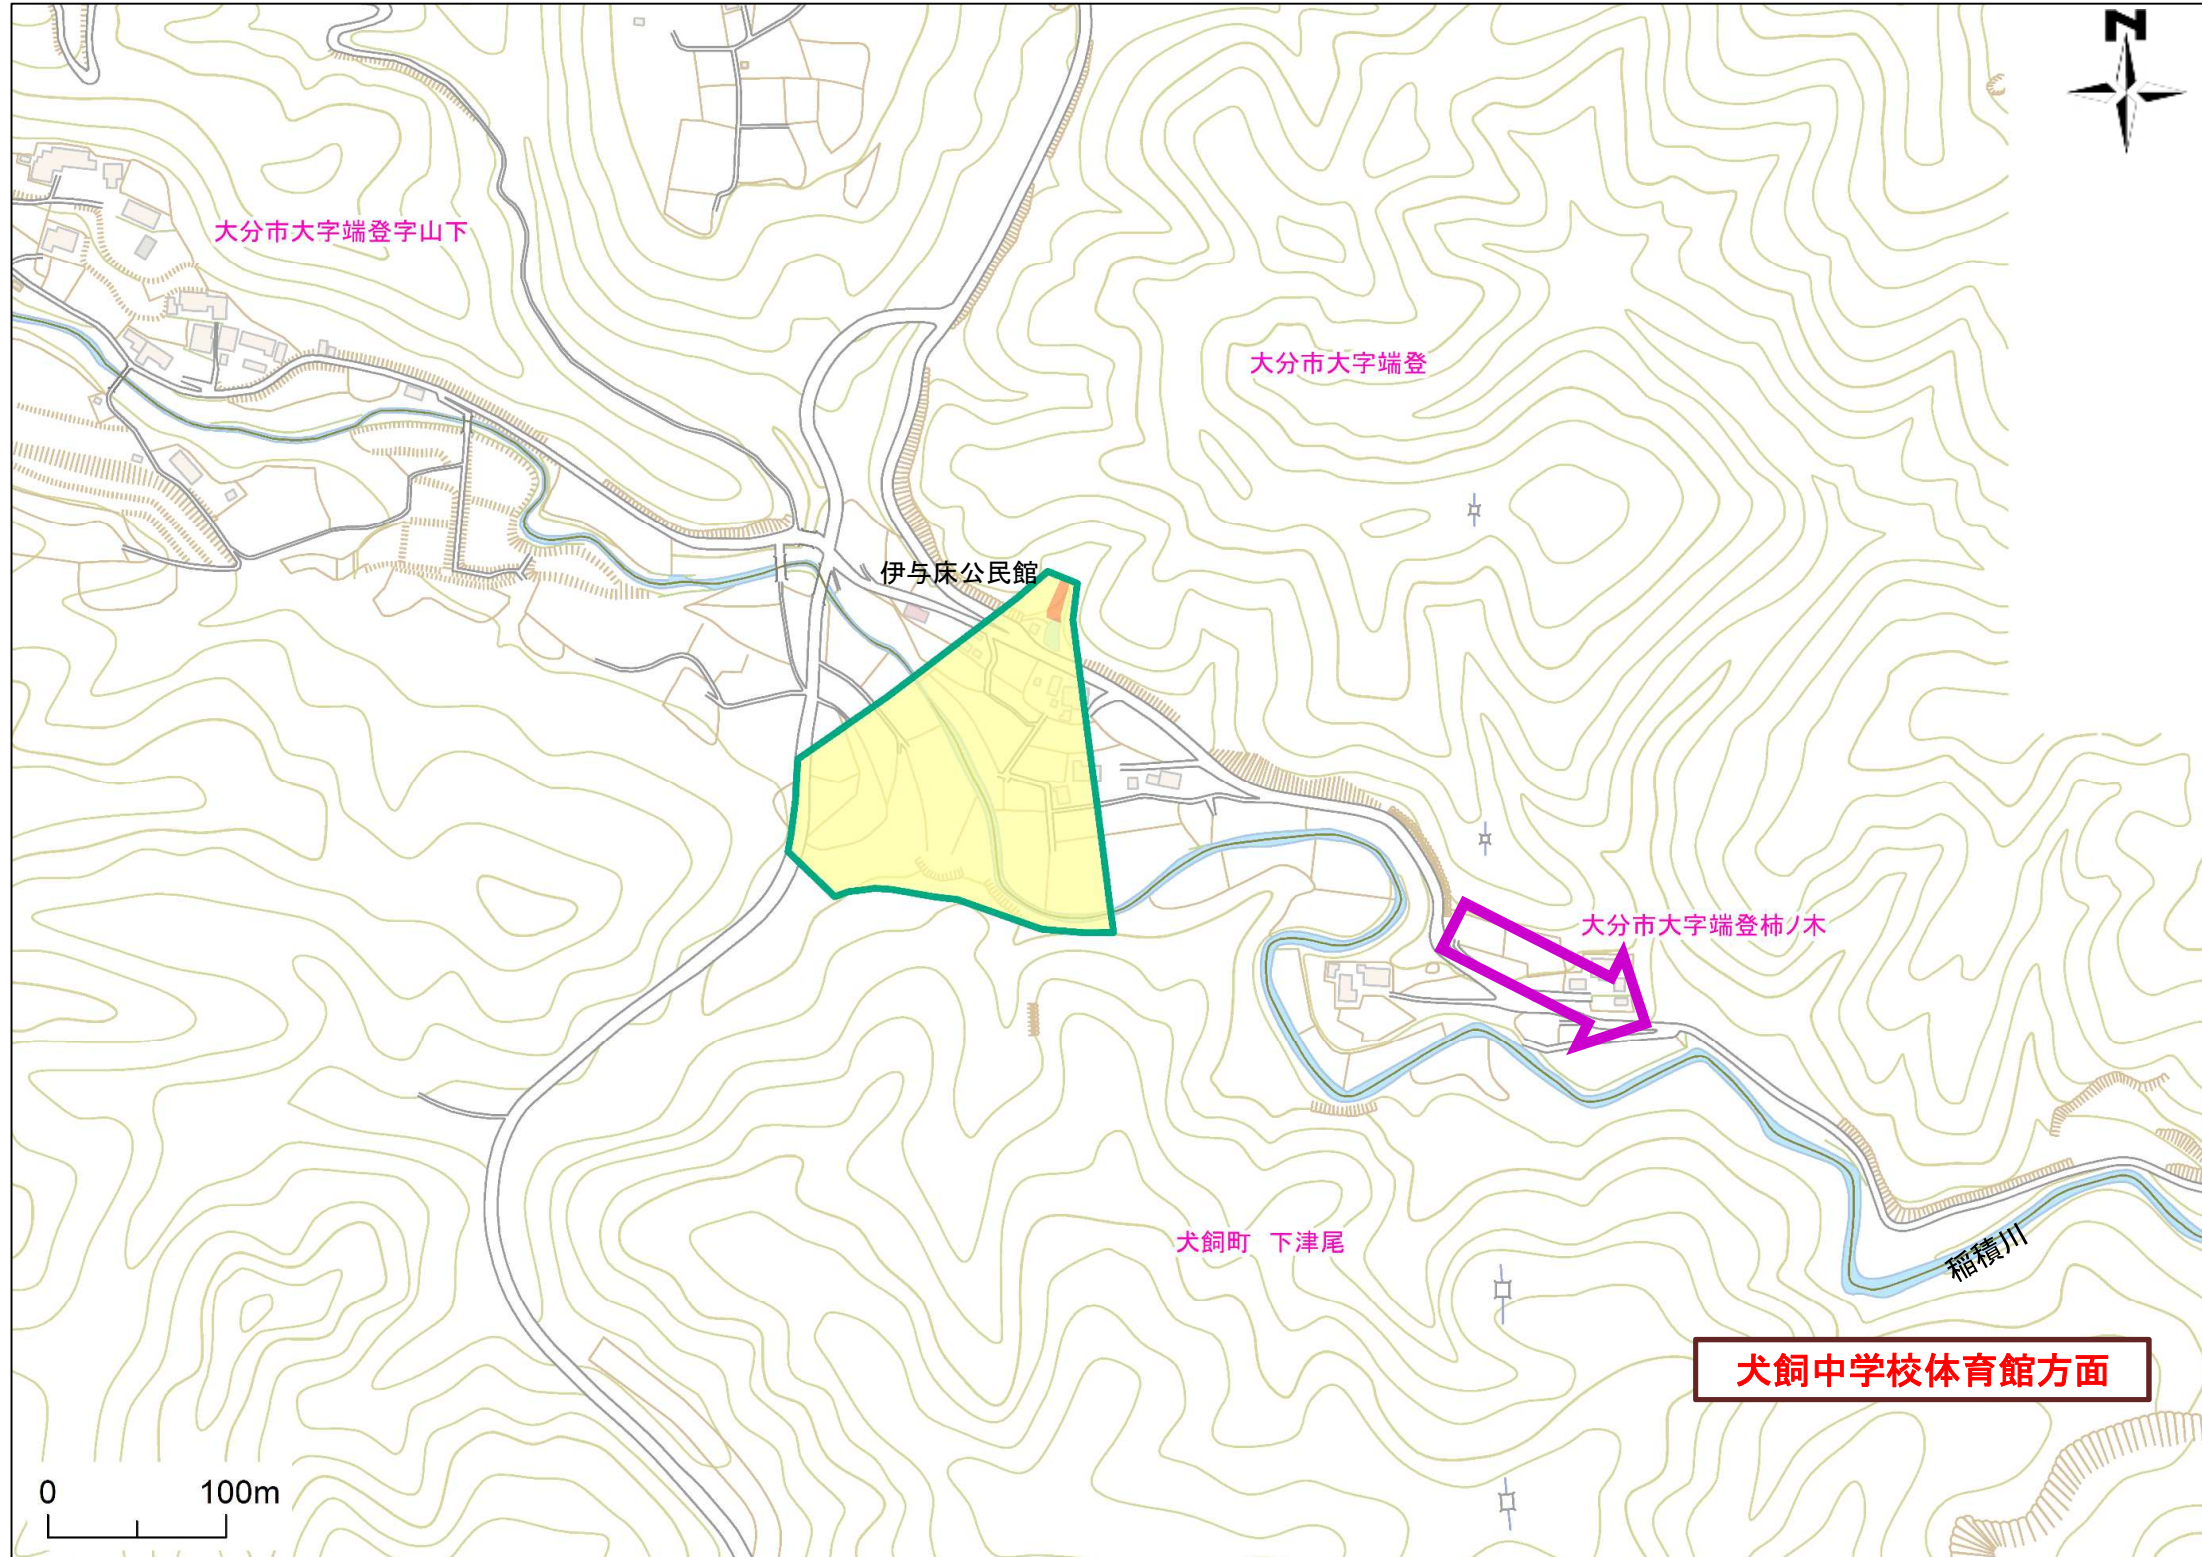 N
大分市大字端登字山下
大分市大字端登
伊与床公民館
大分市大字端登柿ノ木
犬飼町　下津尾
稲積川
犬飼中学校体育館方面
0 100m